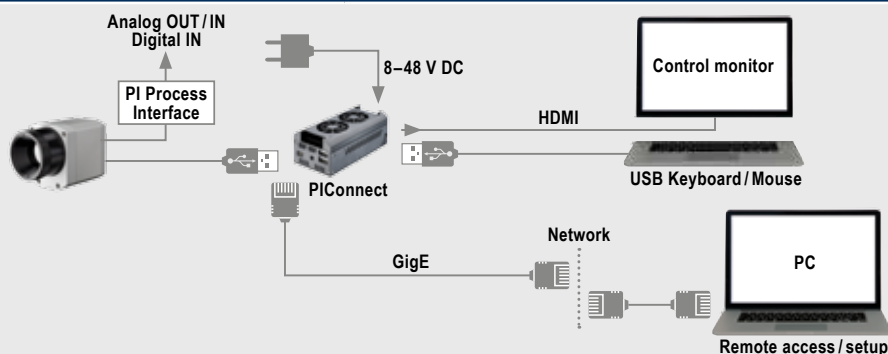 Analog OUT / IN
Digital IN
PI Process
Interface
8–48 V DC
Control monitor
HDMI
USB Keyboard / Mouse
PIConnect
Network
GigE
PC
Remote access / setup